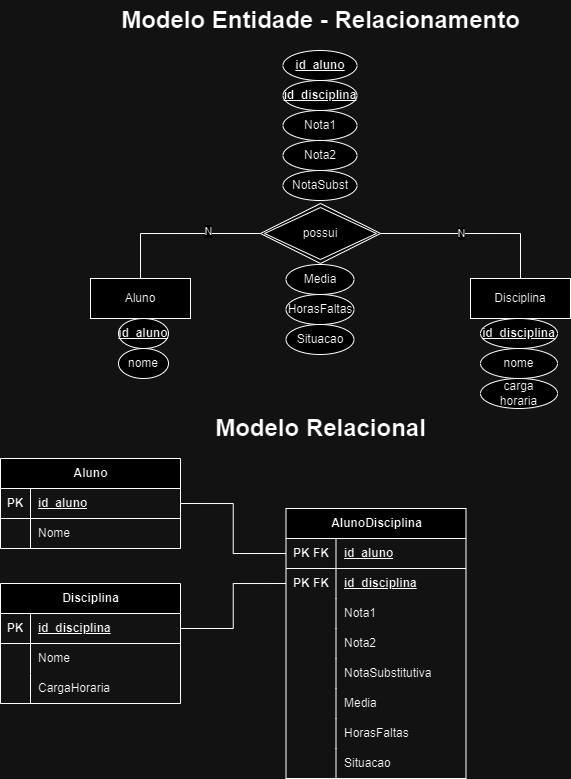 Modelo Entidade - Relacionamento
id_aluno
id_disciplina
Nota1
Nota2
NotaSubst
N
possui
N
Aluno
Media
Disciplina
id_aluno
HorasFaltas
id_disciplina
nome
Situacao
nome
carga
horaria
Modelo Relacional
Aluno
PK id_aluno
Nome
Disciplina
PK id_disciplina
Nome
CargaHoraria
AlunoDisciplina
PK FK id_aluno
PK FK id_disciplina
Nota1
Nota2
NotaSubstitutiva
Media
HorasFaltas
Situacao